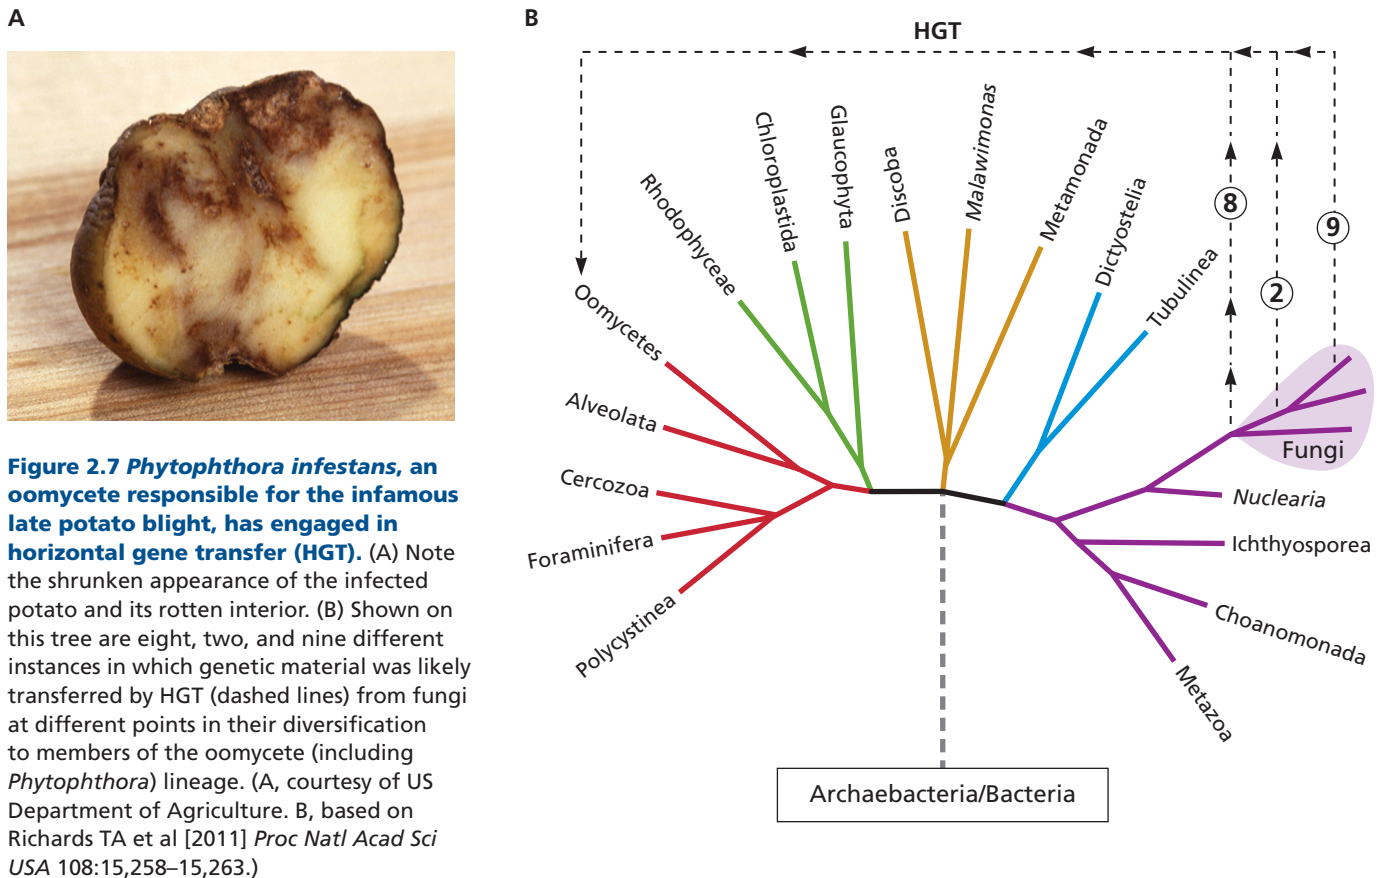 A
Figure 2.7 Phytophthora infestans, an
oomycete responsible for the infamous
late potato blight, has engaged in
horizontal gene transfer (HGT). (A) Note
the shrunken appearance of the infected
potato and its rotten interior. (B) Shown on
this tree are eight, two, and nine different
instances in which genetic material was likely
transferred by HGT (dashed lines) from fungi
at different points in their diversification
to members of the oomycete (including
Phytophthora) lineage. (A, courtesy of US
Department of Agriculture. B, based on
Richards TA et al [2011] Proc Natl Acad Sci
USA 108:15,258–15,263.)
B
HGT
Oomycetes
Alveolata
Cercozoa
Foraminifera
Polycystinea
Rhodophyceae
Chloroplastida
Glaucophyta
Discoba
Malawimonas
Metamonada
Dictyostelia
Tubulinea
8
2
9
Fungi
Nuclearia
Ichthyosporea
Choanomonada
Metazoa
Archaebacteria/Bacteria